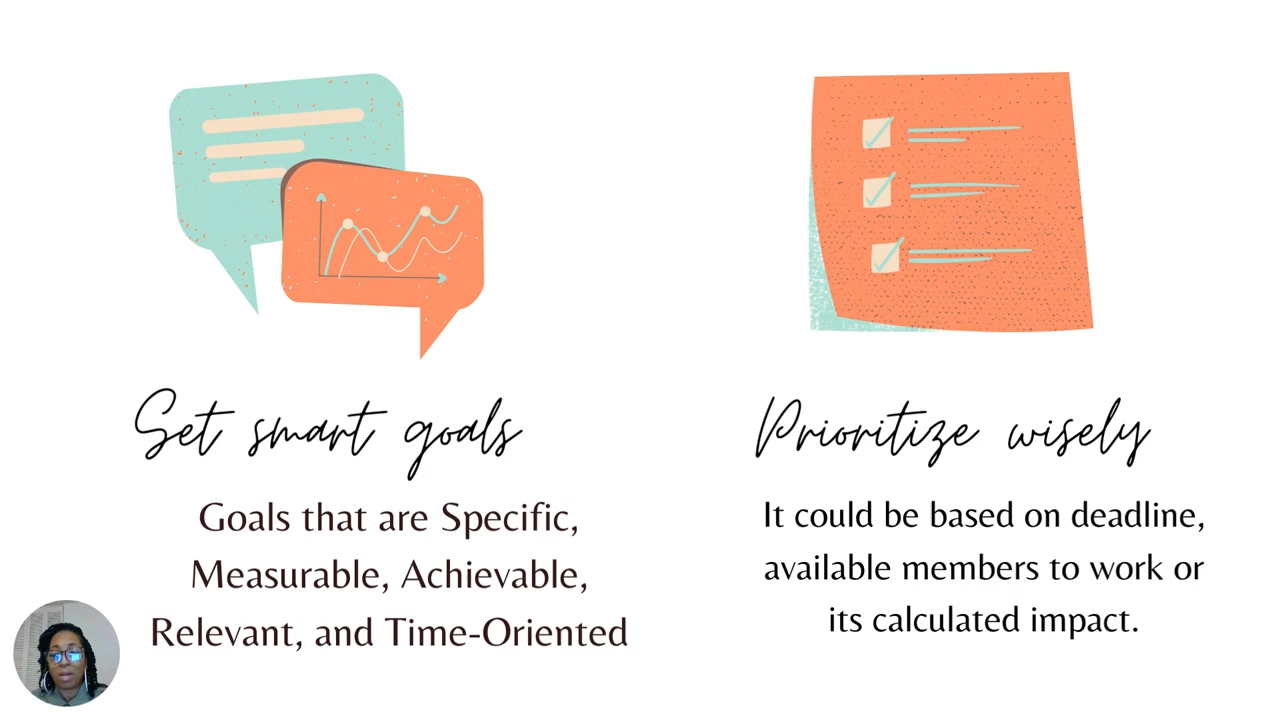 Set smart goals
Goals that are Specific,
Measurable, Achievable,
Relevant, and Time-Oriented
Prioritize wisely
It could be based on deadline,
available members to work or
its calculated impact.